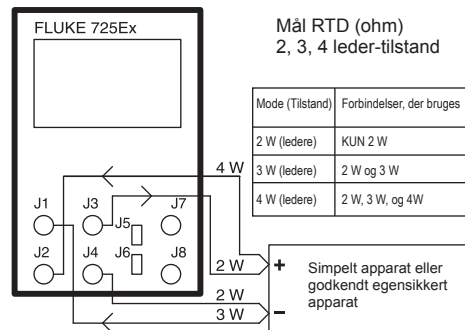 FLUKE 725Ex
Mål RTD (ohm)
2, 3, 4 leder-tilstand
Mode (Tilstand) Forbindelser, der bruges
2 W (ledere) KUN 2 W
3 W (ledere) 2 W og 3 W
4 W (ledere) 2 W, 3 W, og 4W
4 W
J1 J3 J7
J5
J2 J4 J6 J8
2 W
+ Simpelt apparat eller
godkendt egensikkert
apparat
2 W
–
3 W